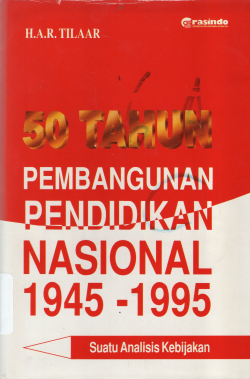 H.A.R. TILAAR
grasindo
50 TAHUN
PEMBANGUNAN
PENDIDIKAN
NASIONAL
1945 -1995
Suatu Analisis Kebijakan